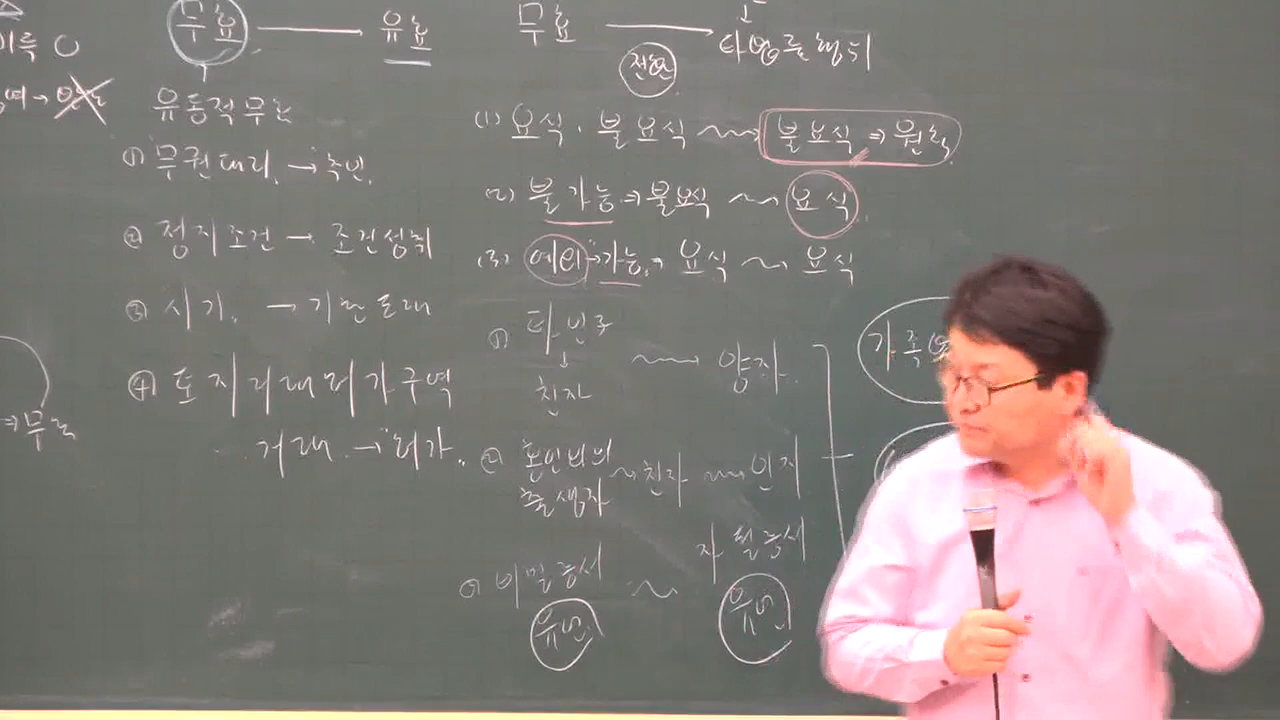 무효 → 유효
유동적무효
① 무권대리. → 추인.
② 정지조건 → 조건성취
③ 시기. → 기한도래
④ 토지거래허가구역
거래 → 허가.
⇒ 무효
무효 → 타법률행위
전환
(1) 요식·불요식 ~~→ 불요식 ⇒ 원칙.
(2) 불가능 ⇒ 불요식 ~~ 요식.
(3) 예외 → 가능. ⇒ 요식 ~~ 요식
① 타인子 ~~→ 양자.
↓
친자
② 혼인외의 출생자 ~친자 ~~→ 인지
③ 비밀증서 ~~ 자필증서
유언 유언
가족